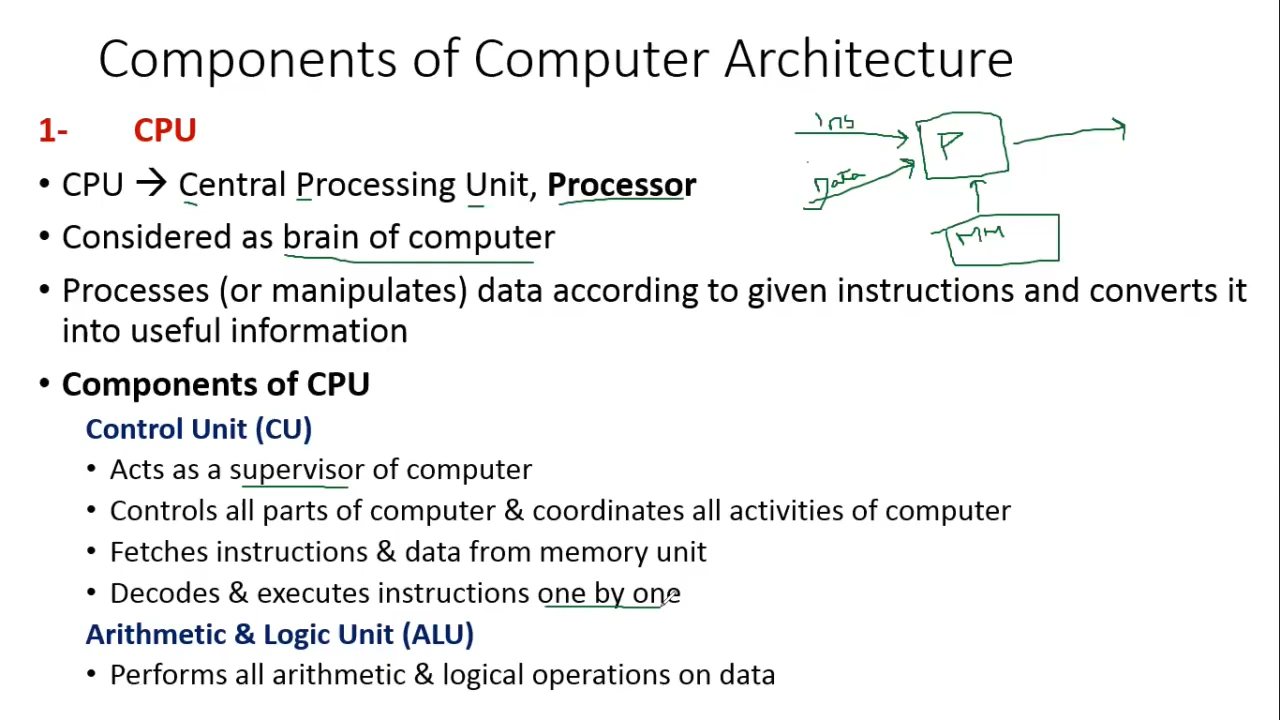 Components of Computer Architecture
1- CPU
Ins
P
Data
MM
• CPU → Central Processing Unit, Processor
• Considered as brain of computer
• Processes (or manipulates) data according to given instructions and converts it
into useful information
• Components of CPU
Control Unit (CU)
• Acts as a supervisor of computer
• Controls all parts of computer & coordinates all activities of computer
• Fetches instructions & data from memory unit
• Decodes & executes instructions one by one
Arithmetic & Logic Unit (ALU)
• Performs all arithmetic & logical operations on data